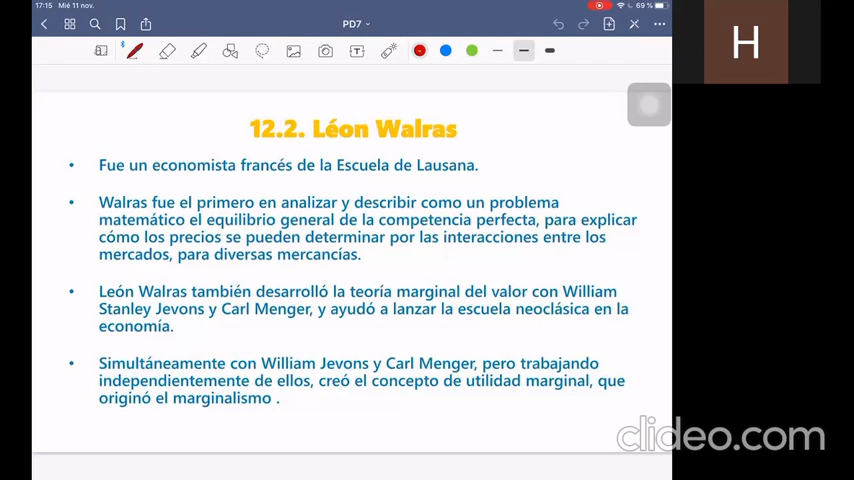 17:15 Mié 11 nov.
69 %
PD7
H
12.2. Léon Walras
• Fue un economista francés de la Escuela de Lausana.
• Walras fue el primero en analizar y describir como un problema
matemático el equilibrio general de la competencia perfecta, para explicar
cómo los precios se pueden determinar por las interacciones entre los
mercados, para diversas mercancías.
• León Walras también desarrolló la teoría marginal del valor con William
Stanley Jevons y Carl Menger, y ayudó a lanzar la escuela neoclásica en la
economía.
• Simultáneamente con William Jevons y Carl Menger, pero trabajando
independientemente de ellos, creó el concepto de utilidad marginal, que
originó el marginalismo .
clideo.com